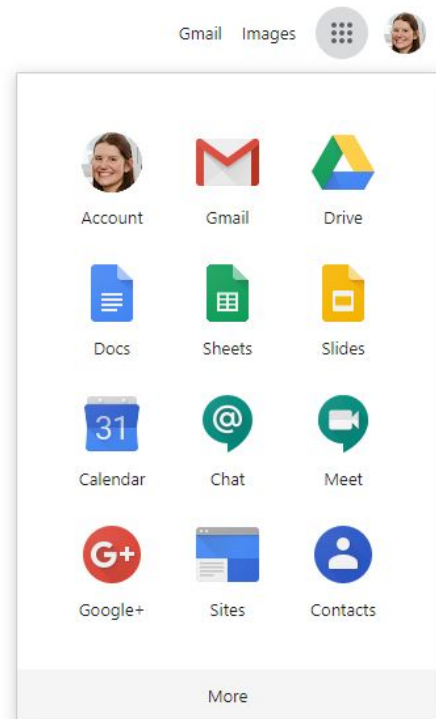 Gmail Images
Account Gmail Drive
Docs Sheets Slides
31 @
Calendar Chat Meet
G+
Google+ Sites Contacts
More